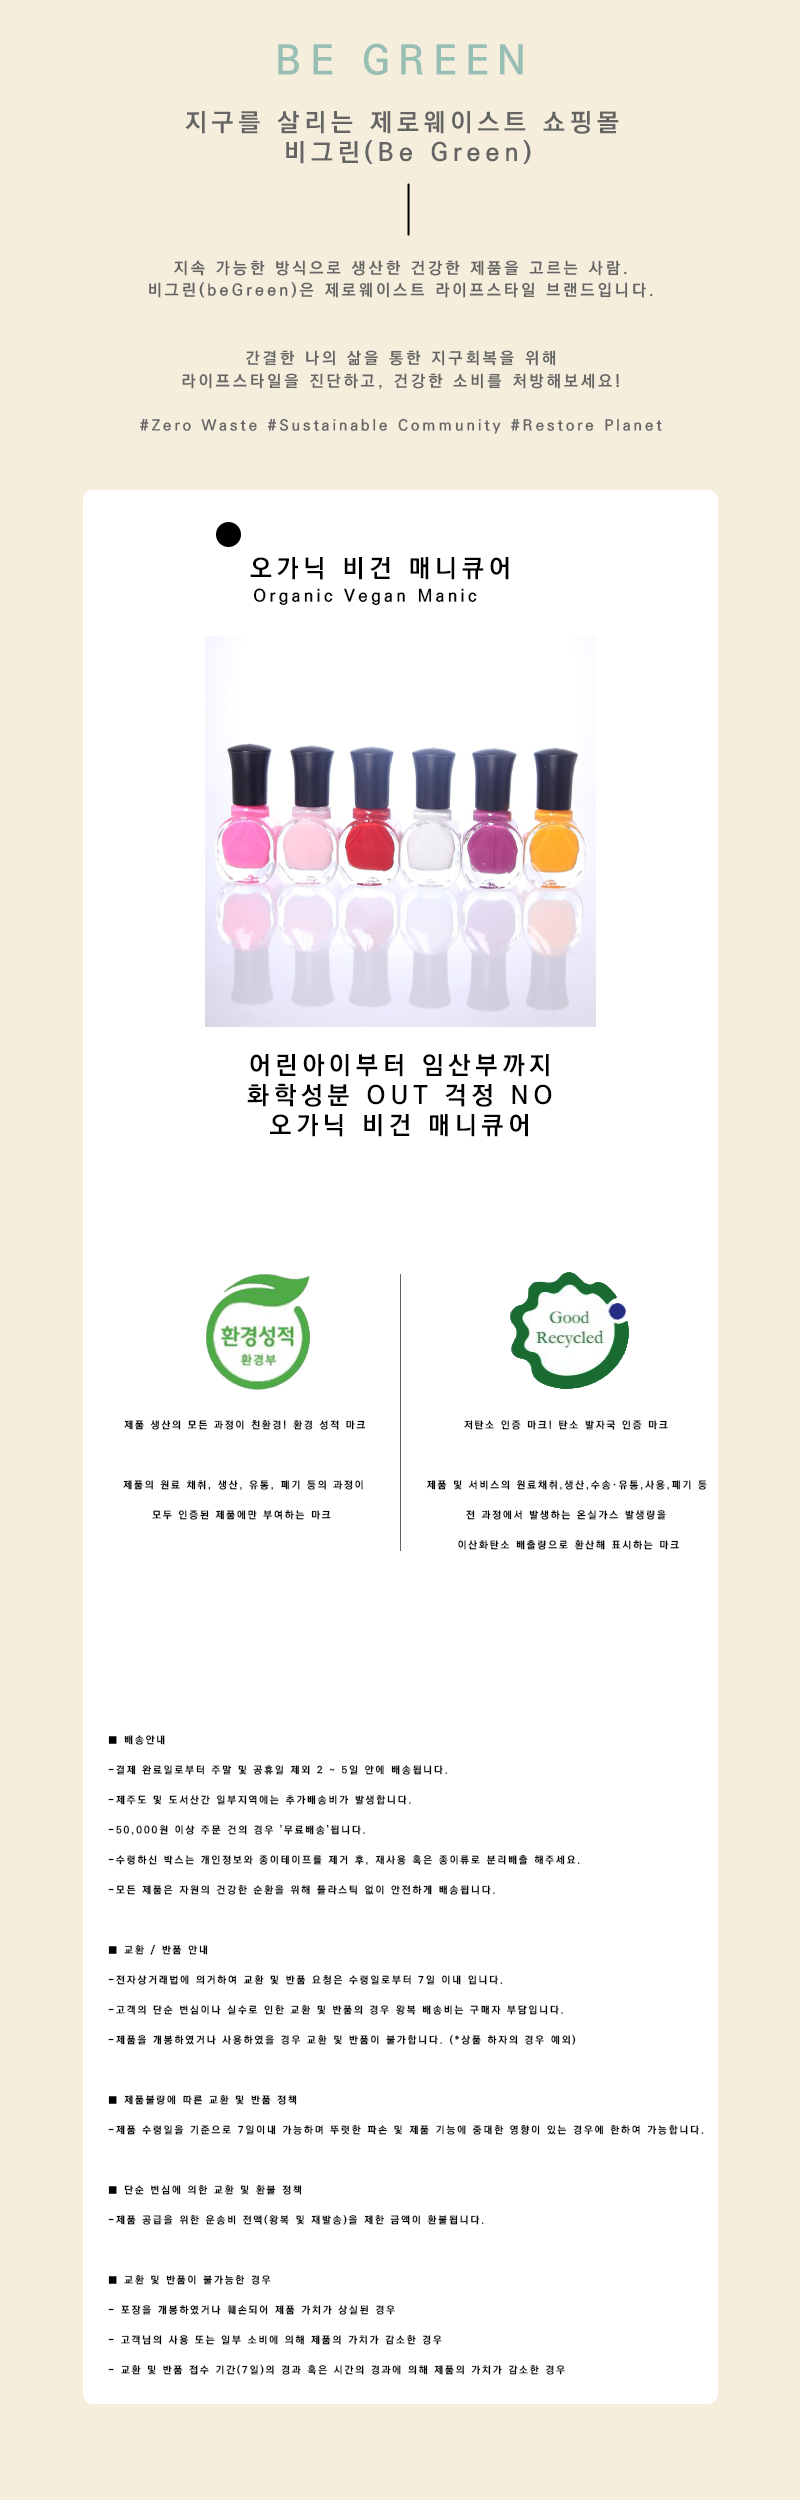 BE GREEN
지구를 살리는 제로웨이스트 쇼핑몰
비그린(Be Green)
지속 가능한 방식으로 생산한 건강한 제품을 고르는 사람.
비그린(beGreen)은 제로웨이스트 라이프스타일 브랜드입니다.
간결한 나의 삶을 통한 지구회복을 위해
라이프스타일을 진단하고, 건강한 소비를 처방해보세요!
#Zero Waste #Sustainable Community #Restore Planet
오가닉 비건 매니큐어
Organic Vegan Manic
어린아이부터 임산부까지
화학성분 OUT 걱정 NO
오가닉 비건 매니큐어
환경성적
환경부
제품 생산의 모든 과정이 친환경! 환경 성적 마크
제품의 원료 채취, 생산, 유통, 폐기 등의 과정이
모두 인증된 제품에만 부여하는 마크
Good
Recycled
저탄소 인증 마크! 탄소 발자국 인증 마크
제품 및 서비스의 원료채취,생산,수송·유통,사용,폐기 등
전 과정에서 발생하는 온실가스 발생량을
이산화탄소 배출량으로 환산해 표시하는 마크
■ 배송안내
-결제 완료일로부터 주말 및 공휴일 제외 2 ~ 5일 안에 배송됩니다.
-제주도 및 도서산간 일부지역에는 추가배송비가 발생합니다.
-50,000원 이상 주문 건의 경우 '무료배송'됩니다.
-수령하신 박스는 개인정보와 종이테이프를 제거 후, 재사용 혹은 종이류로 분리배출 해주세요.
-모든 제품은 자원의 건강한 순환을 위해 플라스틱 없이 안전하게 배송됩니다.
■ 교환 / 반품 안내
-전자상거래법에 의거하여 교환 및 반품 요청은 수령일로부터 7일 이내 입니다.
-고객의 단순 변심이나 실수로 인한 교환 및 반품의 경우 왕복 배송비는 구매자 부담입니다.
-제품을 개봉하였거나 사용하였을 경우 교환 및 반품이 불가합니다. (*상품 하자의 경우 예외)
■ 제품불량에 따른 교환 및 반품 정책
-제품 수령일을 기준으로 7일이내 가능하며 뚜렷한 파손 및 제품 기능에 중대한 영향이 있는 경우에 한하여 가능합니다.
■ 단순 변심에 의한 교환 및 환불 정책
-제품 공급을 위한 운송비 전액(왕복 및 재발송)을 제한 금액이 환불됩니다.
■ 교환 및 반품이 불가능한 경우
- 포장을 개봉하였거나 훼손되어 제품 가치가 상실된 경우
- 고객님의 사용 또는 일부 소비에 의해 제품의 가치가 감소한 경우
- 교환 및 반품 접수 기간(7일)의 경과 혹은 시간의 경과에 의해 제품의 가치가 감소한 경우